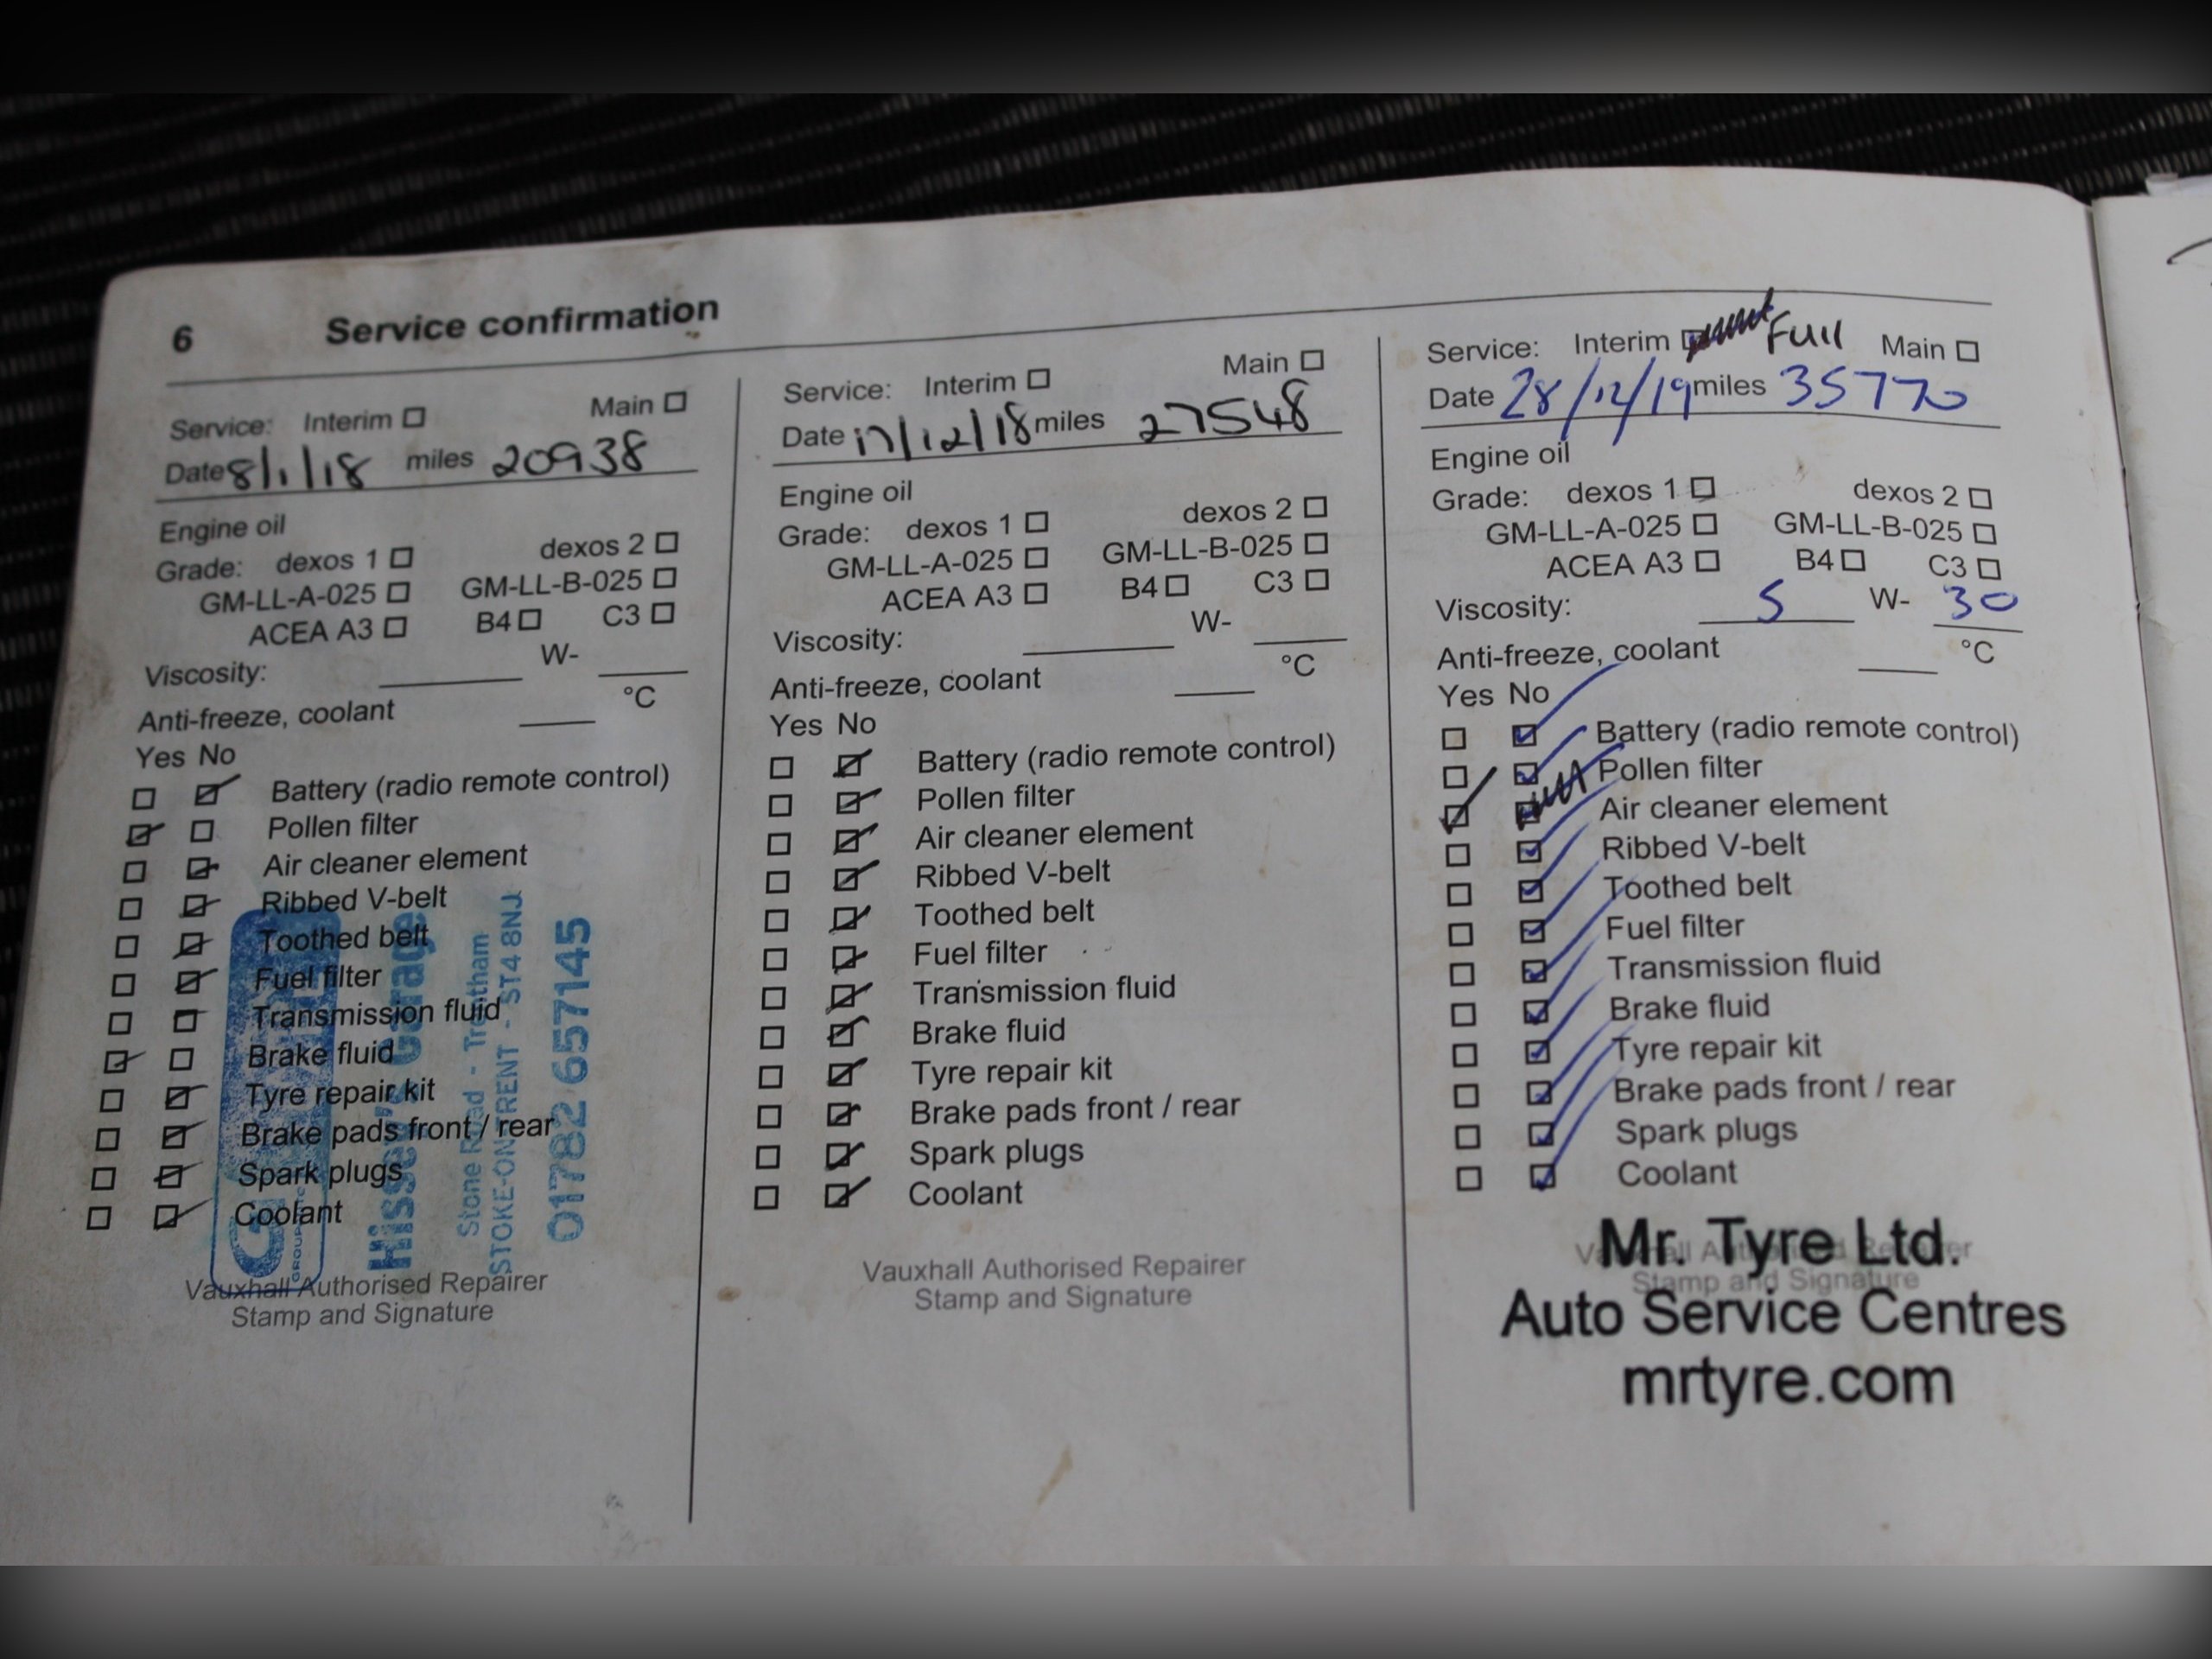 6 Service confirmation
Service: Interim ☐ Main ☐
Date 8/1/18 miles 20938
Engine oil
Grade: dexos 1 ☐ dexos 2 ☐
GM-LL-A-025 ☐ GM-LL-B-025 ☐
ACEA A3 ☐ B4 ☐ C3 ☐
Viscosity: W-
Anti-freeze, coolant °C
Yes No
☐ ☑ Battery (radio remote control)
☑ ☐ Pollen filter
☐ ☑ Air cleaner element
☐ ☑ Ribbed V-belt
☐ ☑ Toothed belt
☐ ☑ Fuel filter
☐ ☑ Transmission fluid
☑ ☐ Brake fluid
☐ ☑ Tyre repair kit
☐ ☑ Brake pads front / rear
☐ ☑ Spark plugs
☐ ☑ Coolant
Garage
Stone Road - Trentham
STOKE-ON-TRENT - ST4 8NJ
01782 657145
Vauxhall Authorised Repairer
Stamp and Signature
Service: Interim ☐ Main ☐
Date 17/12/18 miles 27548
Engine oil
Grade: dexos 1 ☐ dexos 2 ☐
GM-LL-A-025 ☐ GM-LL-B-025 ☐
ACEA A3 ☐ B4 ☐ C3 ☐
Viscosity: W-
Anti-freeze, coolant °C
Yes No
☐ ☑ Battery (radio remote control)
☐ ☑ Pollen filter
☐ ☑ Air cleaner element
☐ ☑ Ribbed V-belt
☐ ☑ Toothed belt
☐ ☑ Fuel filter
☐ ☑ Transmission fluid
☐ ☑ Brake fluid
☐ ☑ Tyre repair kit
☐ ☑ Brake pads front / rear
☐ ☑ Spark plugs
☐ ☑ Coolant
Vauxhall Authorised Repairer
Stamp and Signature
Service: Interim Full Main ☐
Date 28/12/19 miles 35770
Engine oil
Grade: dexos 1 ☐ dexos 2 ☐
GM-LL-A-025 ☐ GM-LL-B-025 ☐
ACEA A3 ☐ B4 ☐ C3 ☐
Viscosity: 5 W- 30
Anti-freeze, coolant °C
Yes No
☐ ☑ Battery (radio remote control)
☐ ☑ Pollen filter
☑ Air cleaner element
☐ ☑ Ribbed V-belt
☐ ☑ Toothed belt
☐ ☑ Fuel filter
☐ ☑ Transmission fluid
☐ ☑ Brake fluid
☐ ☑ Tyre repair kit
☐ ☑ Brake pads front / rear
☐ ☑ Spark plugs
☐ ☑ Coolant
Vauxhall Authorised Repairer
Stamp and Signature
Mr. Tyre Ltd.
Auto Service Centres
mrtyre.com